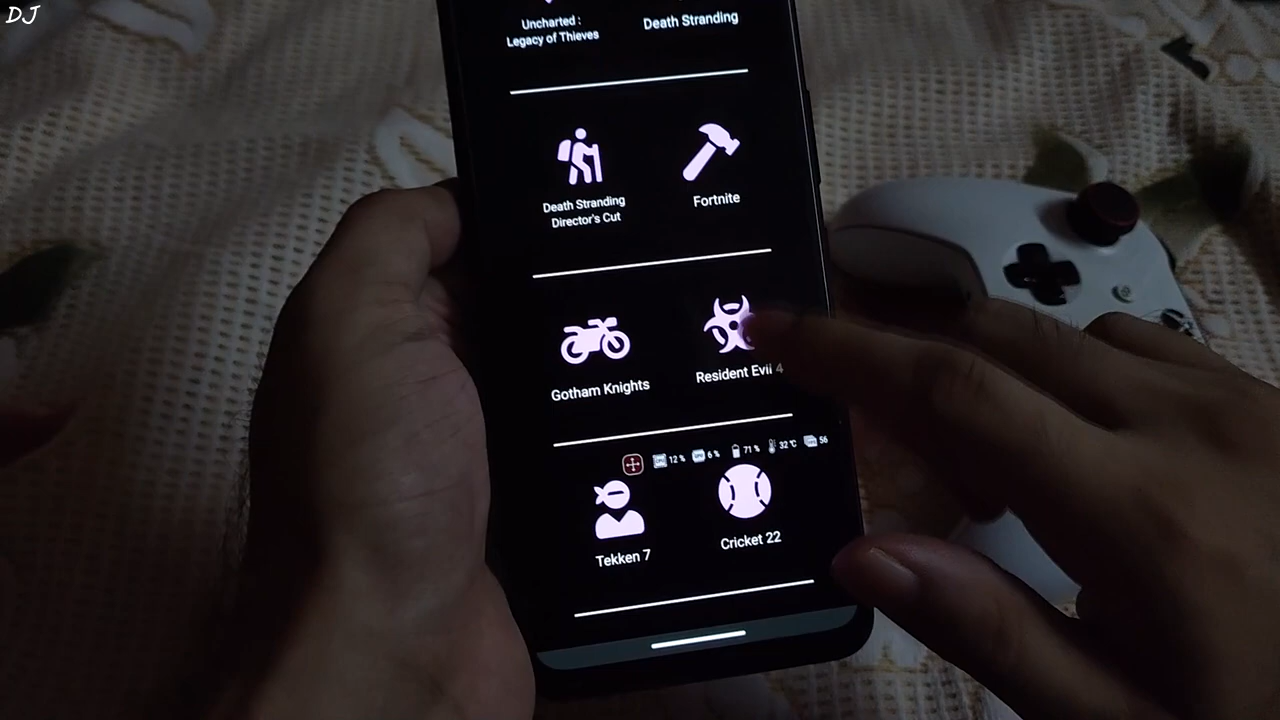 DJ
Uncharted :
Legacy of Thieves
Death Stranding
Death Stranding
Director's Cut
Fortnite
Gotham Knights
Resident Evil 4
12 % 6 % 71 % 32 °C 56
Tekken 7
Cricket 22